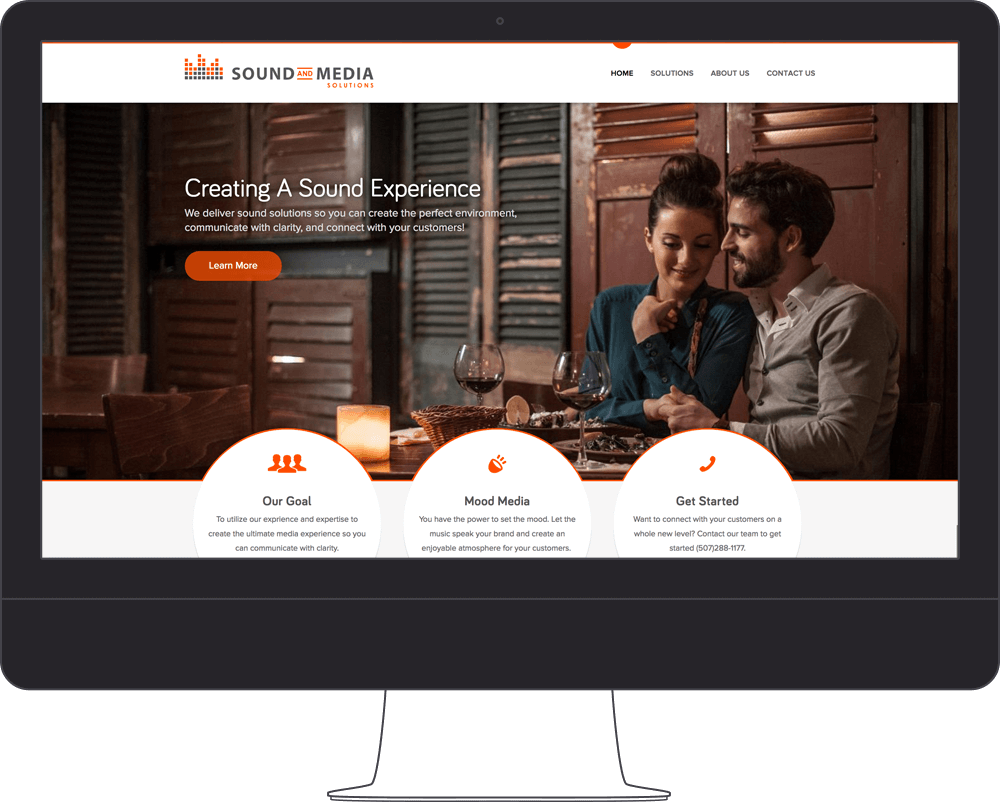 SOUND AND MEDIA
SOLUTIONS
HOME SOLUTIONS ABOUT US CONTACT US
Creating A Sound Experience
We deliver sound solutions so you can create the perfect environment,
communicate with clarity, and connect with your customers!
Learn More
Our Goal
To utilize our exprience and expertise to
create the ultimate media experience so you
can communicate with clarity.
Mood Media
You have the power to set the mood. Let the
music speak your brand and create an
enjoyable atmosphere for your customers.
Get Started
Want to connect with your customers on a
whole new level? Contact our team to get
started (507)288-1177.